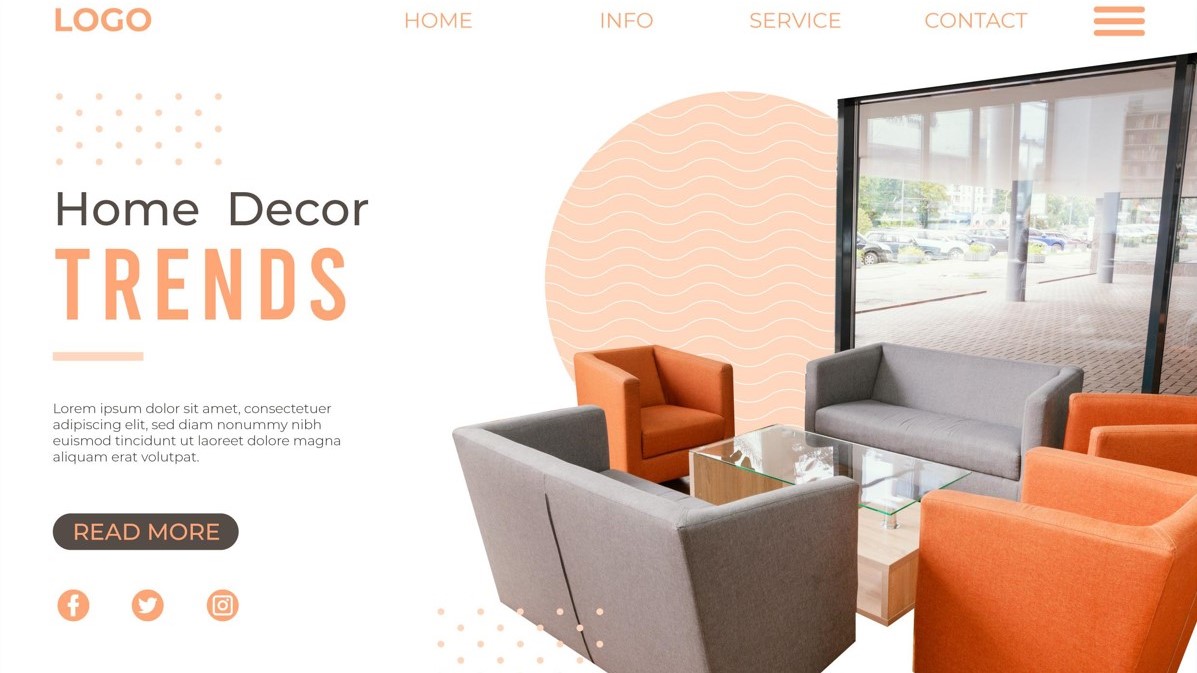 LOGO
HOME
INFO
SERVICE
CONTACT
Home Decor
TRENDS
Lorem ipsum dolor sit amet, consectetuer
adipiscing elit, sed diam nonummy nibh
euismod tincidunt ut laoreet dolore magna
aliquam erat volutpat.
READ MORE